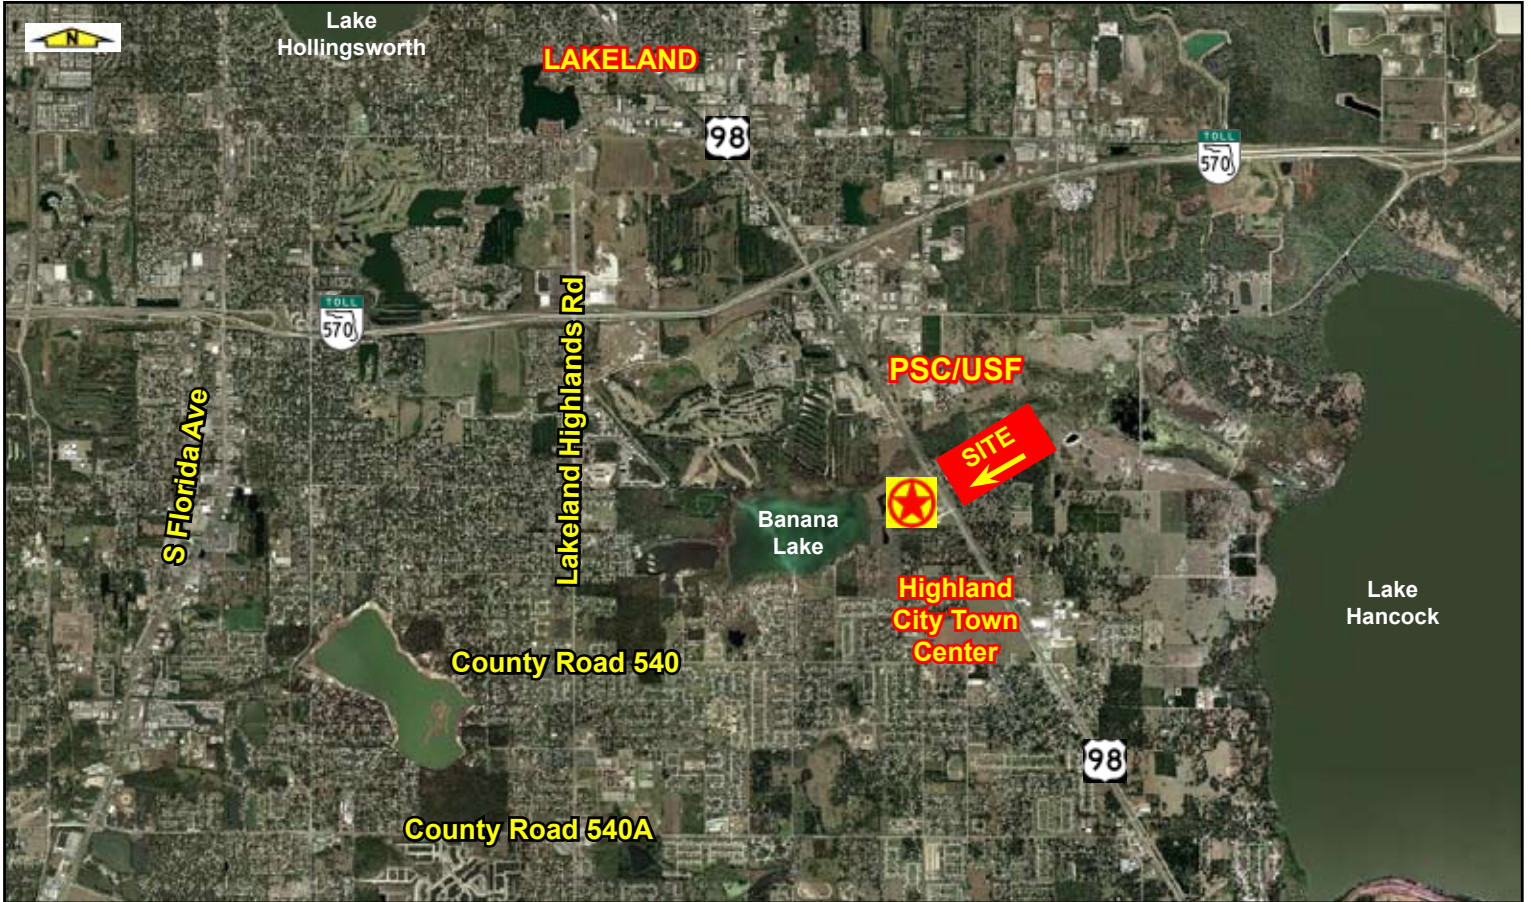 N
Lake
Hollingsworth
LAKELAND
98
TOLL
570
TOLL
570
Lakeland Highlands Rd
S Florida Ave
PSC/USF
SITE
Banana
Lake
Highland
City Town
Center
Lake
Hancock
County Road 540
98
County Road 540A